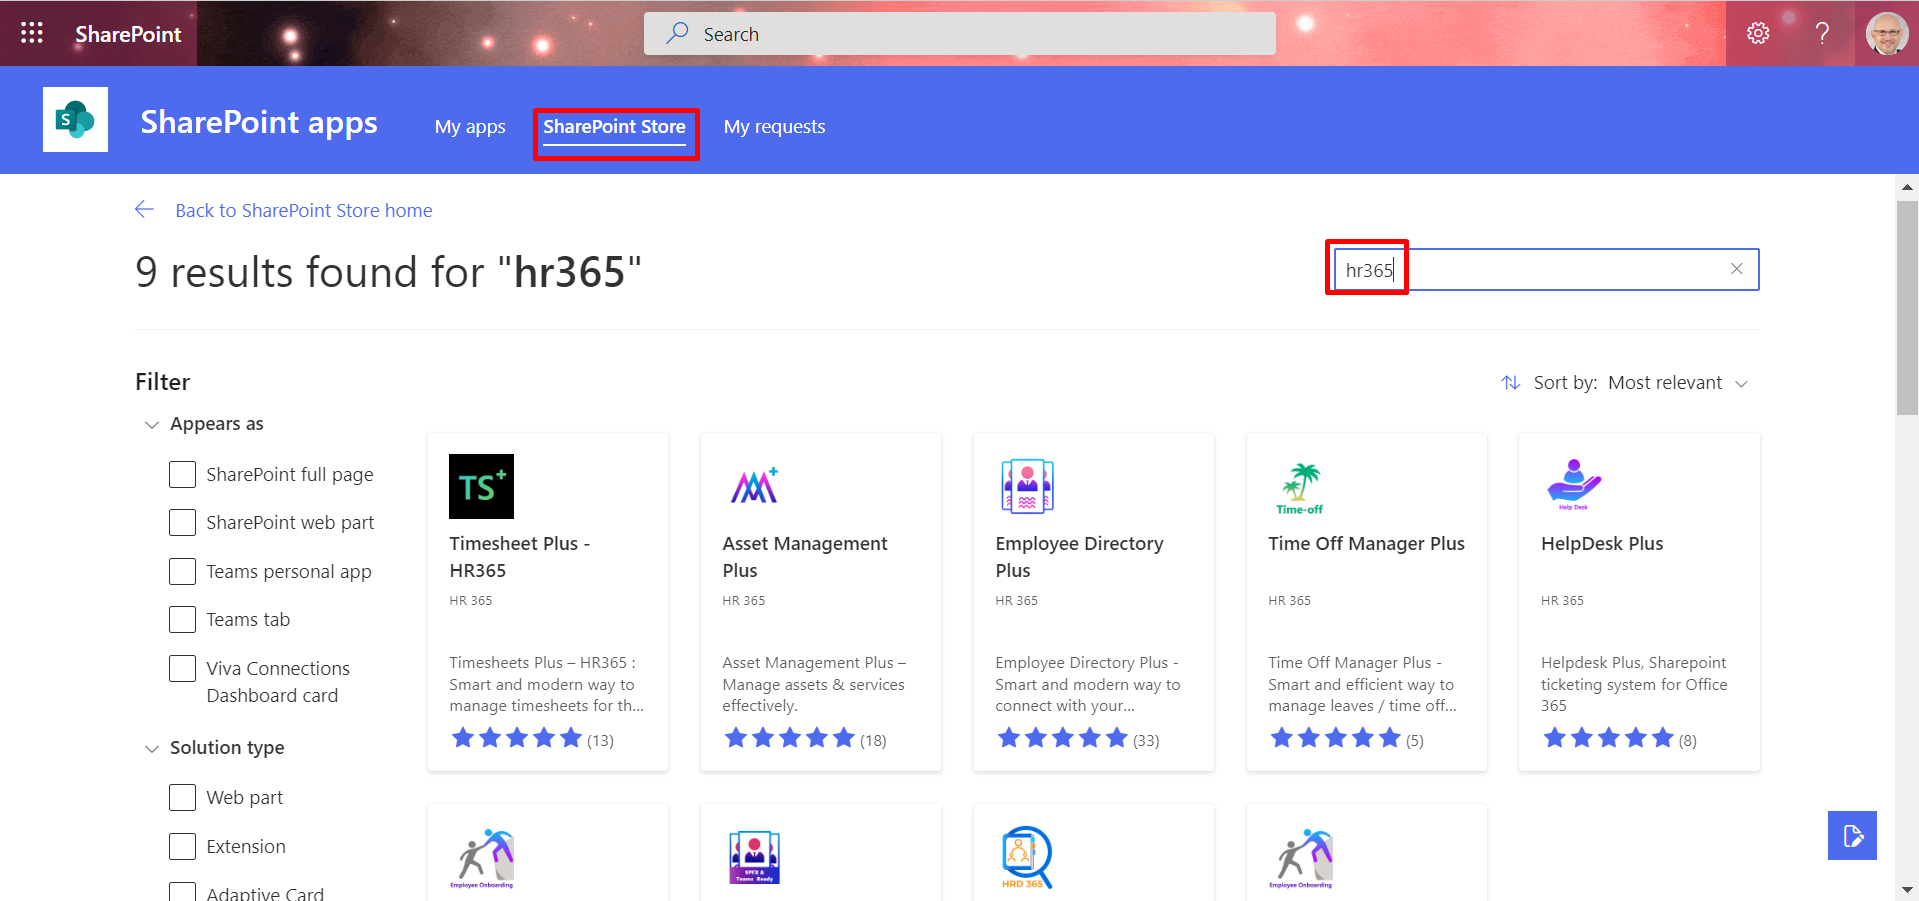 SharePoint
Search
?
S
SharePoint apps
My apps
SharePoint Store
My requests
Back to SharePoint Store home
9 results found for "hr365"
hr365
Filter
Sort by: Most relevant
Appears as
SharePoint full page
SharePoint web part
Teams personal app
Teams tab
Viva Connections
Dashboard card
Solution type
Web part
Extension
Adaptive Card
TS+
Timesheet Plus -
HR365
HR 365
Timesheets Plus – HR365 :
Smart and modern way to
manage timesheets for th...
(13)
Asset Management
Plus
HR 365
Asset Management Plus –
Manage assets & services
effectively.
(18)
Employee Directory
Plus
HR 365
Employee Directory Plus -
Smart and modern way to
connect with your...
(33)
Time-off
Time Off Manager Plus
HR 365
Time Off Manager Plus -
Smart and efficient way to
manage leaves / time off...
(5)
Help Desk
HelpDesk Plus
HR 365
Helpdesk Plus, Sharepoint
ticketing system for Office
365
(8)
Employee Onboarding
SPFX &
Teams Ready
HRD 365
Employee Onboarding